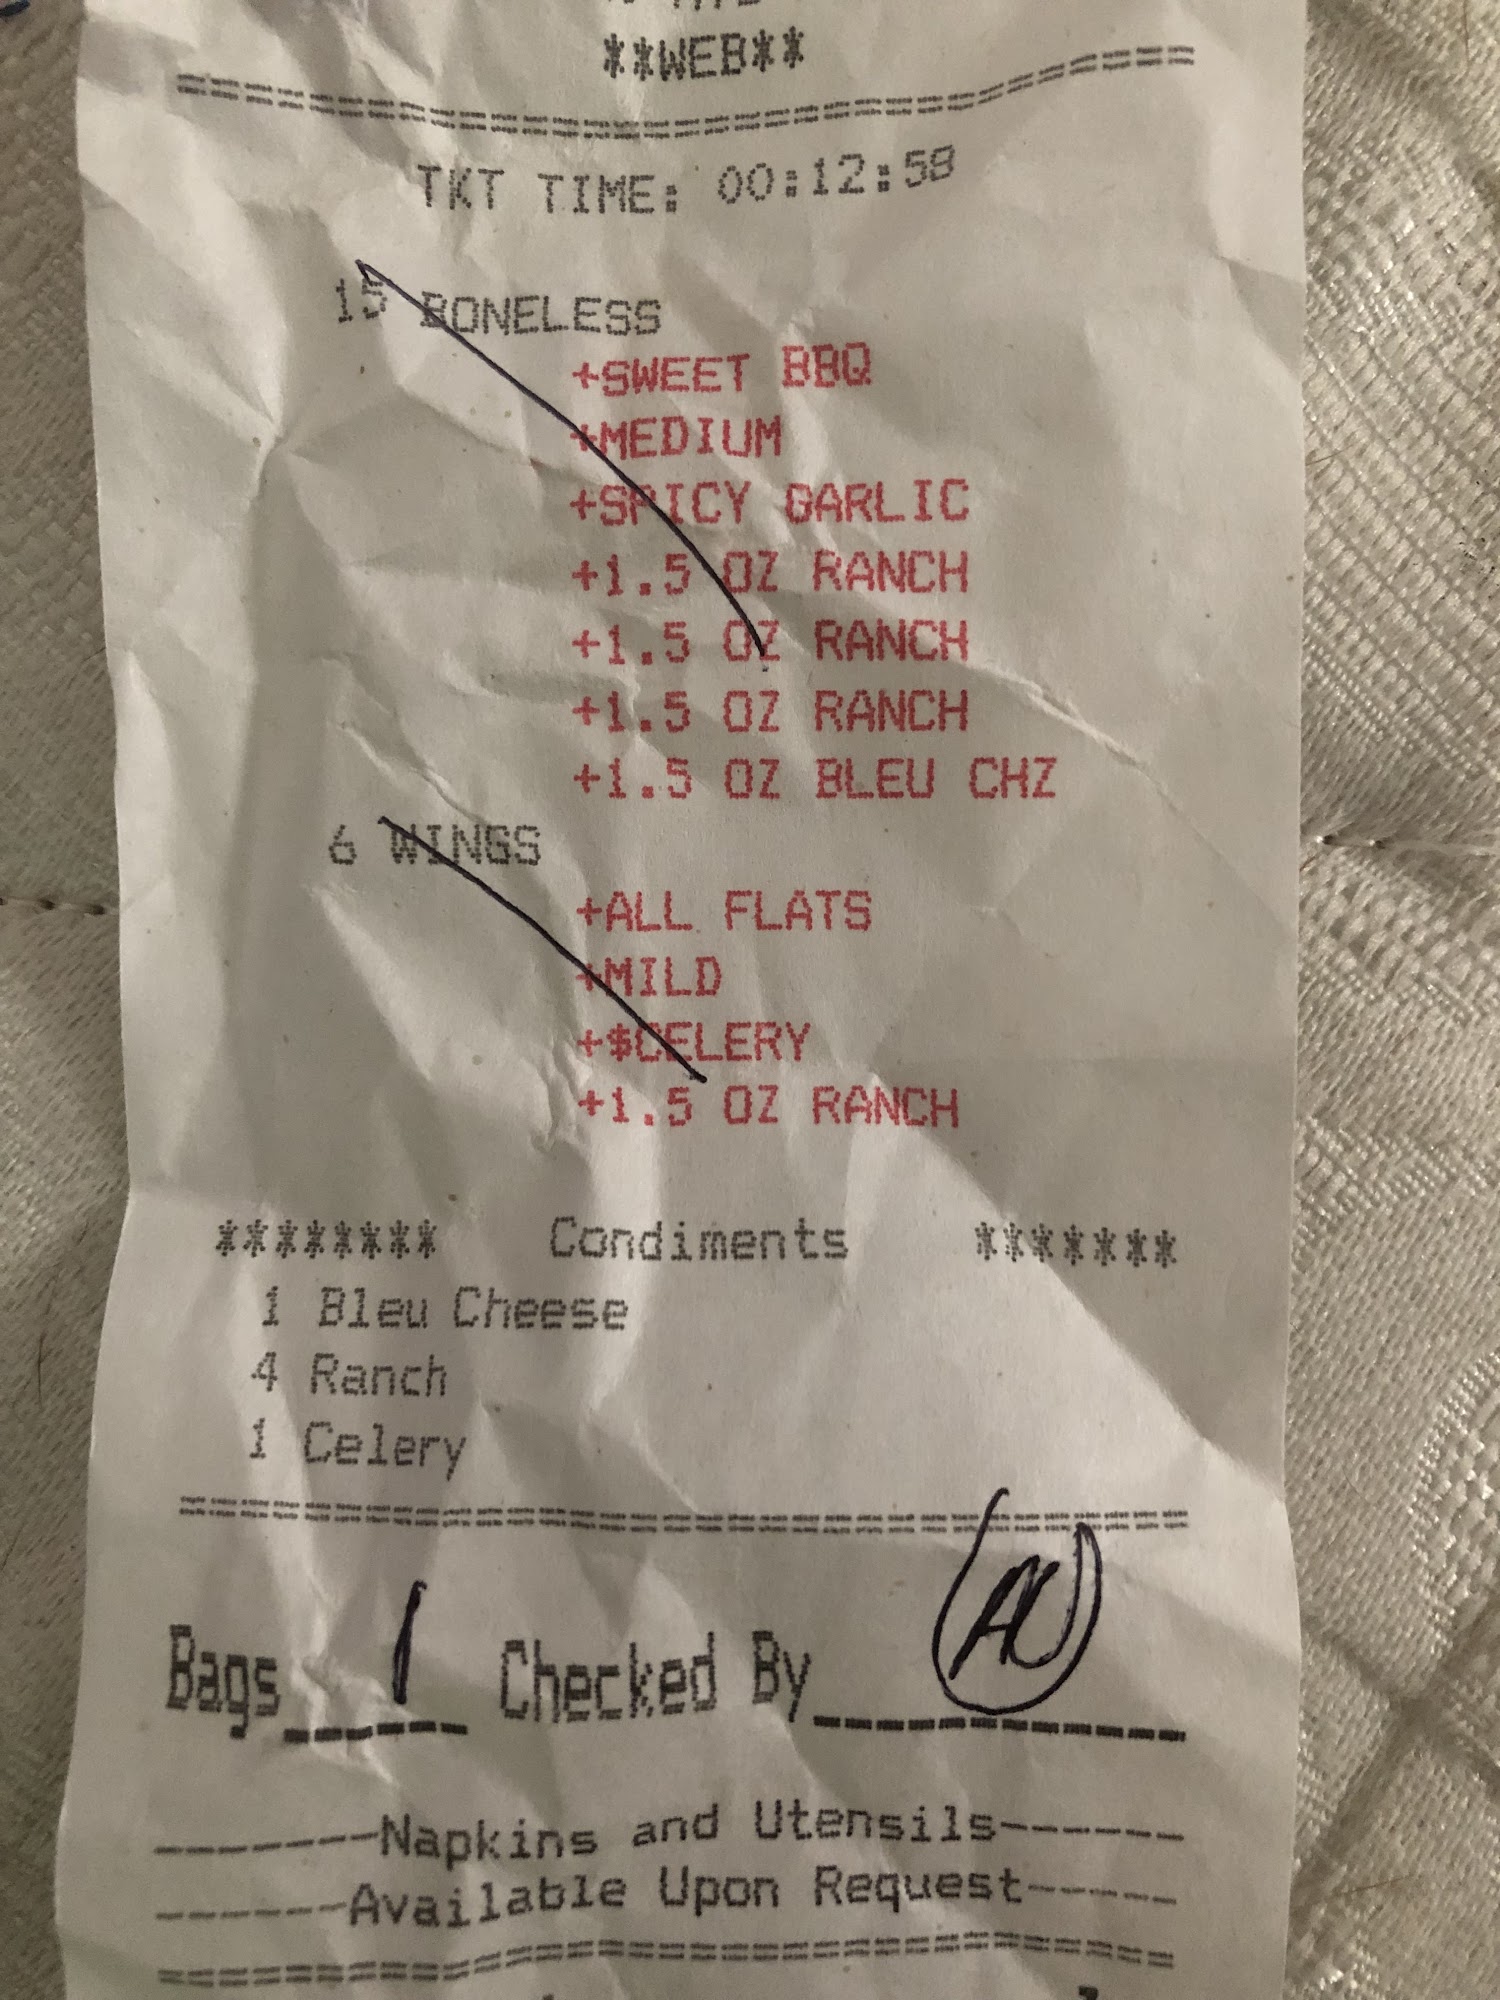 **WEB**
TKT TIME: 00:12:58
15 BONELESS
+SWEET BBQ
+MEDIUM
+SPICY GARLIC
+1.5 OZ RANCH
+1.5 OZ RANCH
+1.5 OZ RANCH
+1.5 OZ BLEU CHZ
6 WINGS
+ALL FLATS
+MILD
+$CELERY
+1.5 OZ RANCH
******** Condiments *******
1 Bleu Cheese
4 Ranch
1 Celery
Bags 1 Checked By
-------Napkins and Utensils------
------Available Upon Request-----